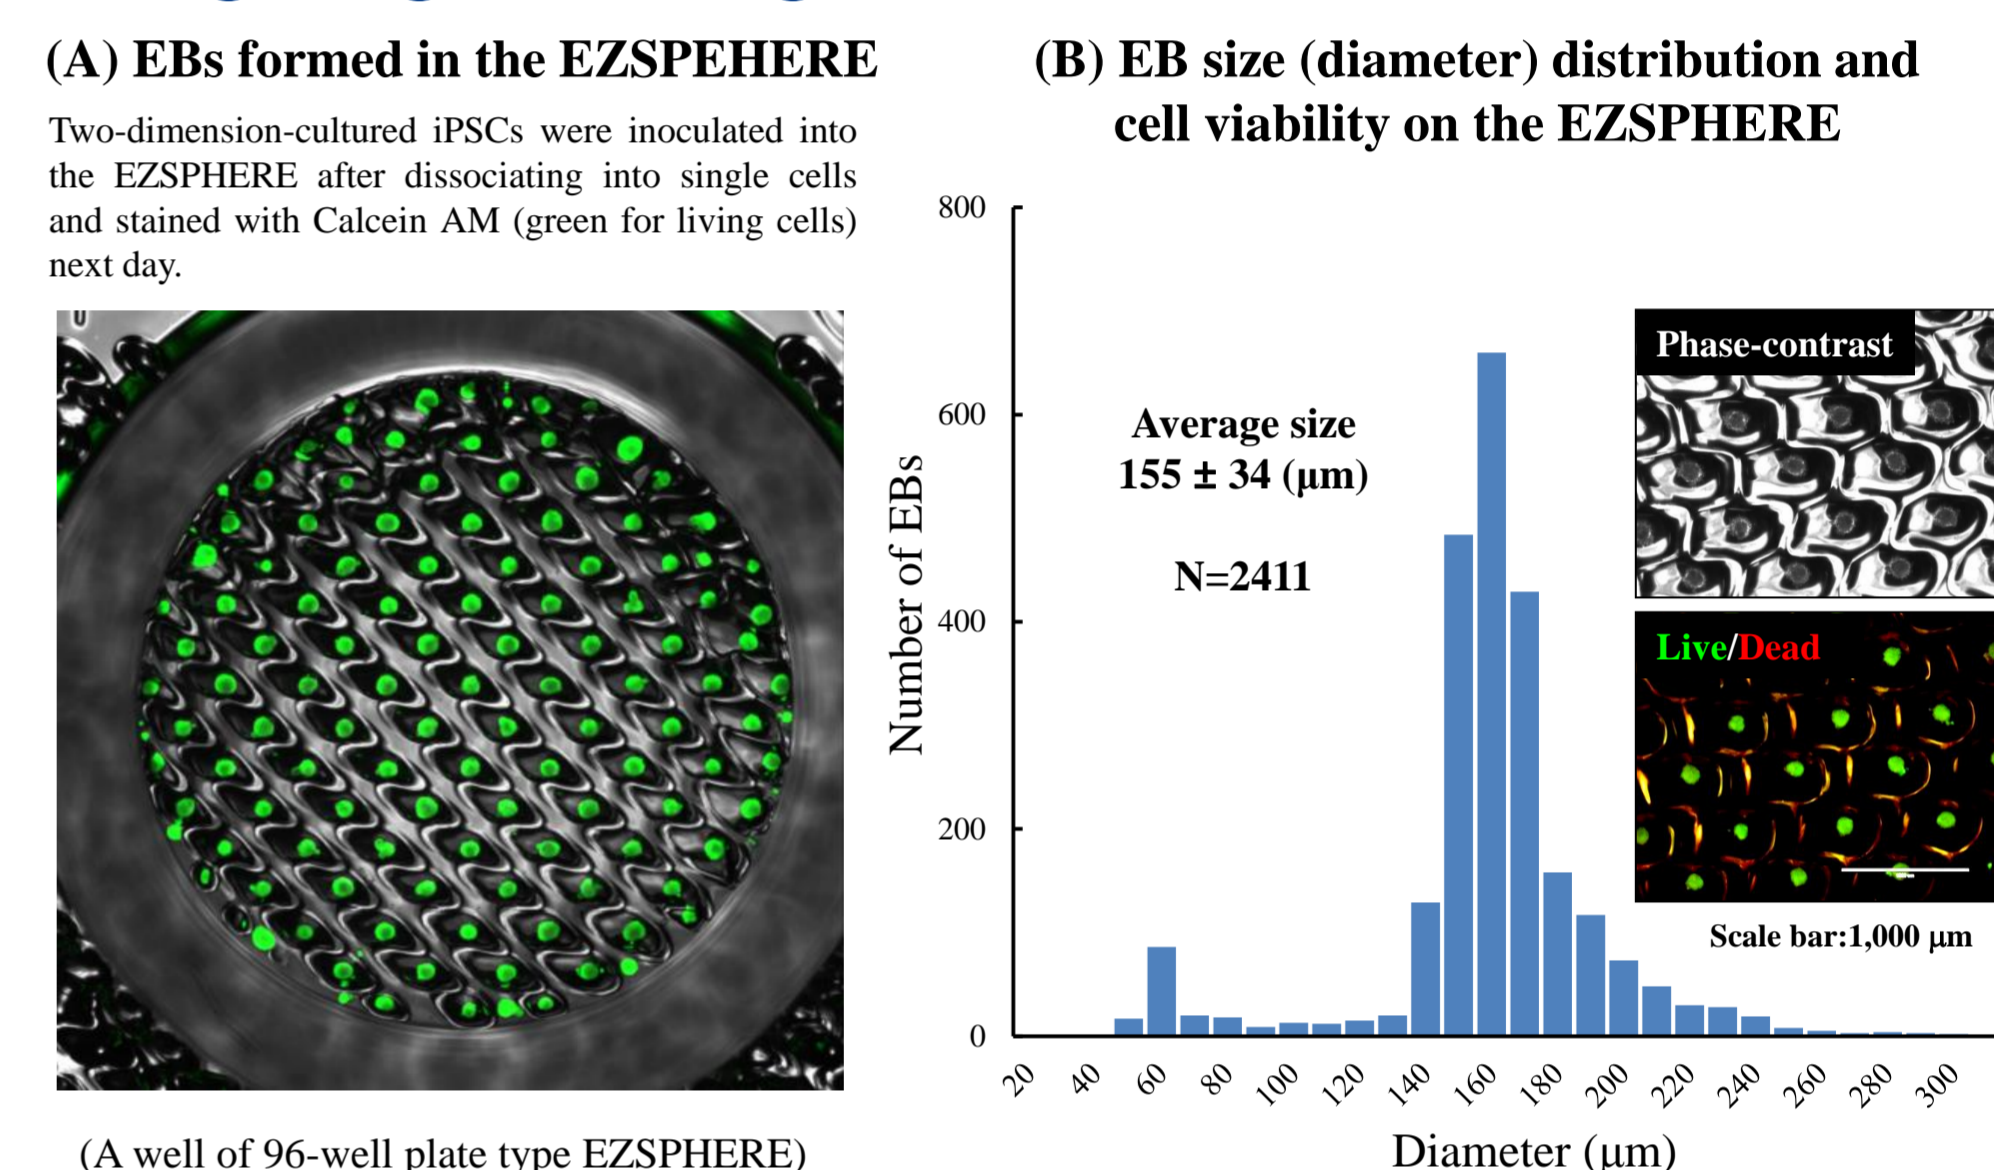 (A) EBs formed in the EZSPEHERE
Two-dimension-cultured iPSCs were inoculated into
the EZSPHERE after dissociating into single cells
and stained with Calcein AM (green for living cells)
next day.
(A well of 96-well plate type EZSPHERE)
(B) EB size (diameter) distribution and
cell viability on the EZSPHERE
Number of EBs
800
600
400
200
0
Average size
155 ± 34 (μm)
N=2411
Phase-contrast
Live/Dead
Scale bar:1,000 μm
20 40 60 80 100 120 140 160 180 200 220 240 260 280 300
Diameter (μm)